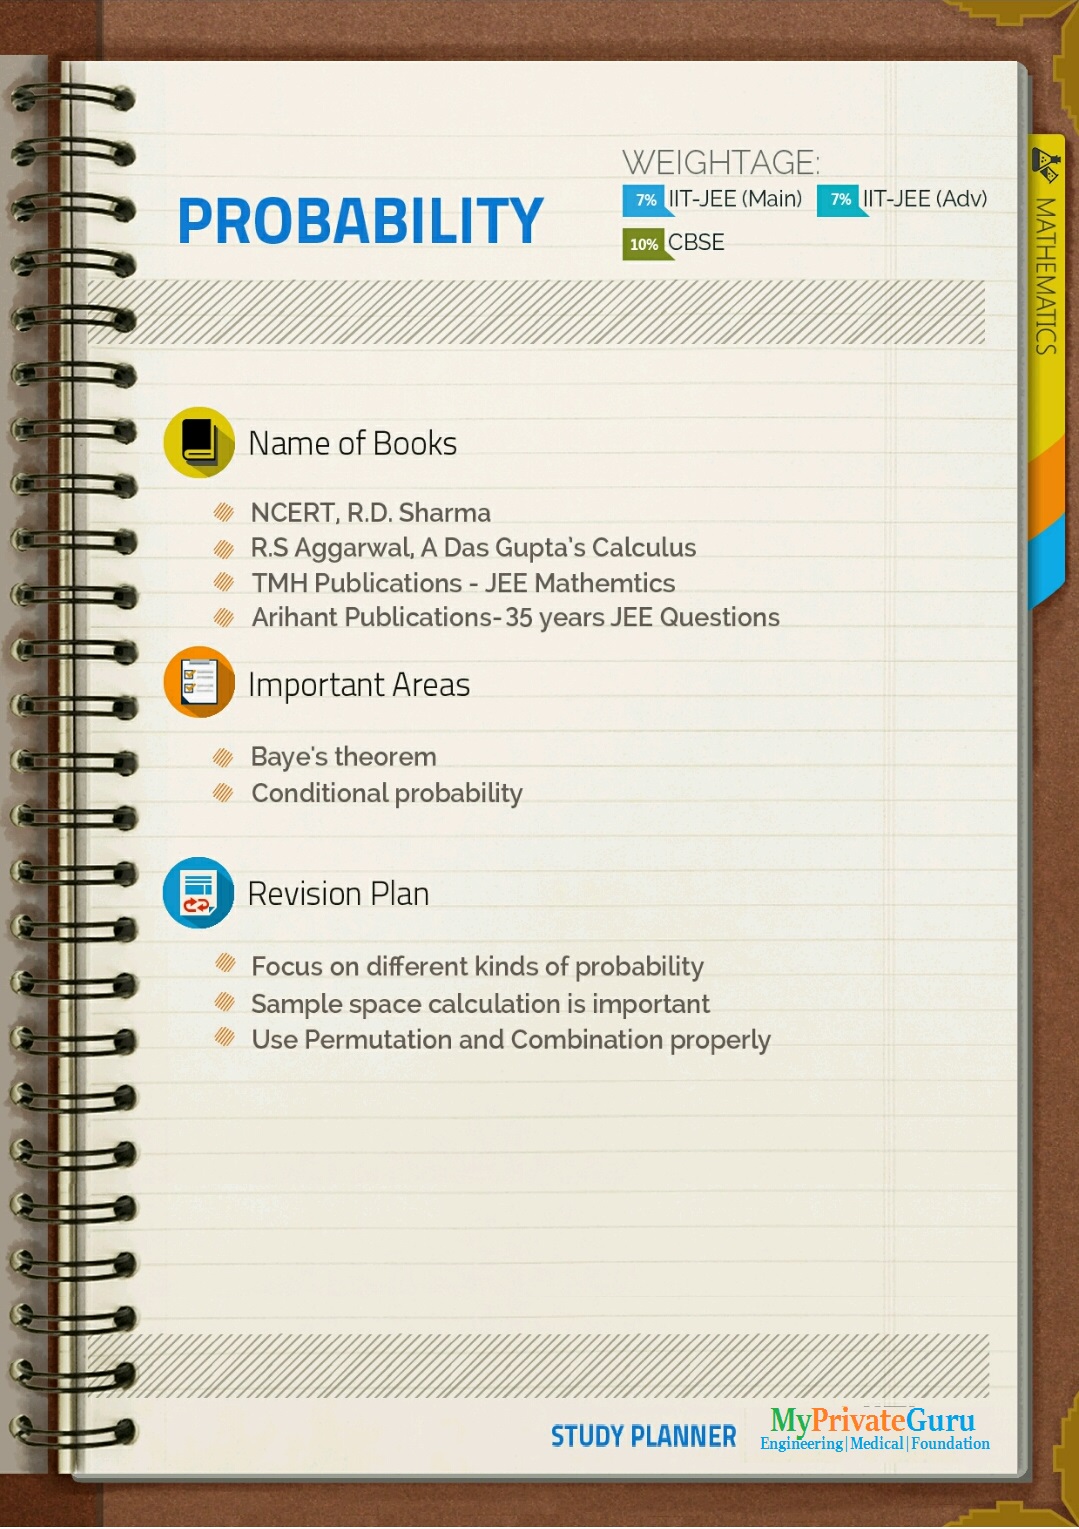 PROBABILITY
WEIGHTAGE:
7% IIT-JEE (Main) 7% IIT-JEE (Adv)
10% CBSE
MATHEMATICS
Name of Books
NCERT, R.D. Sharma
R.S Aggarwal, A Das Gupta's Calculus
TMH Publications - JEE Mathemtics
Arihant Publications-35 years JEE Questions
Important Areas
Baye's theorem
Conditional probability
Revision Plan
Focus on different kinds of probability
Sample space calculation is important
Use Permutation and Combination properly
STUDY PLANNER
MyPrivateGuru
Engineering|Medical|Foundation